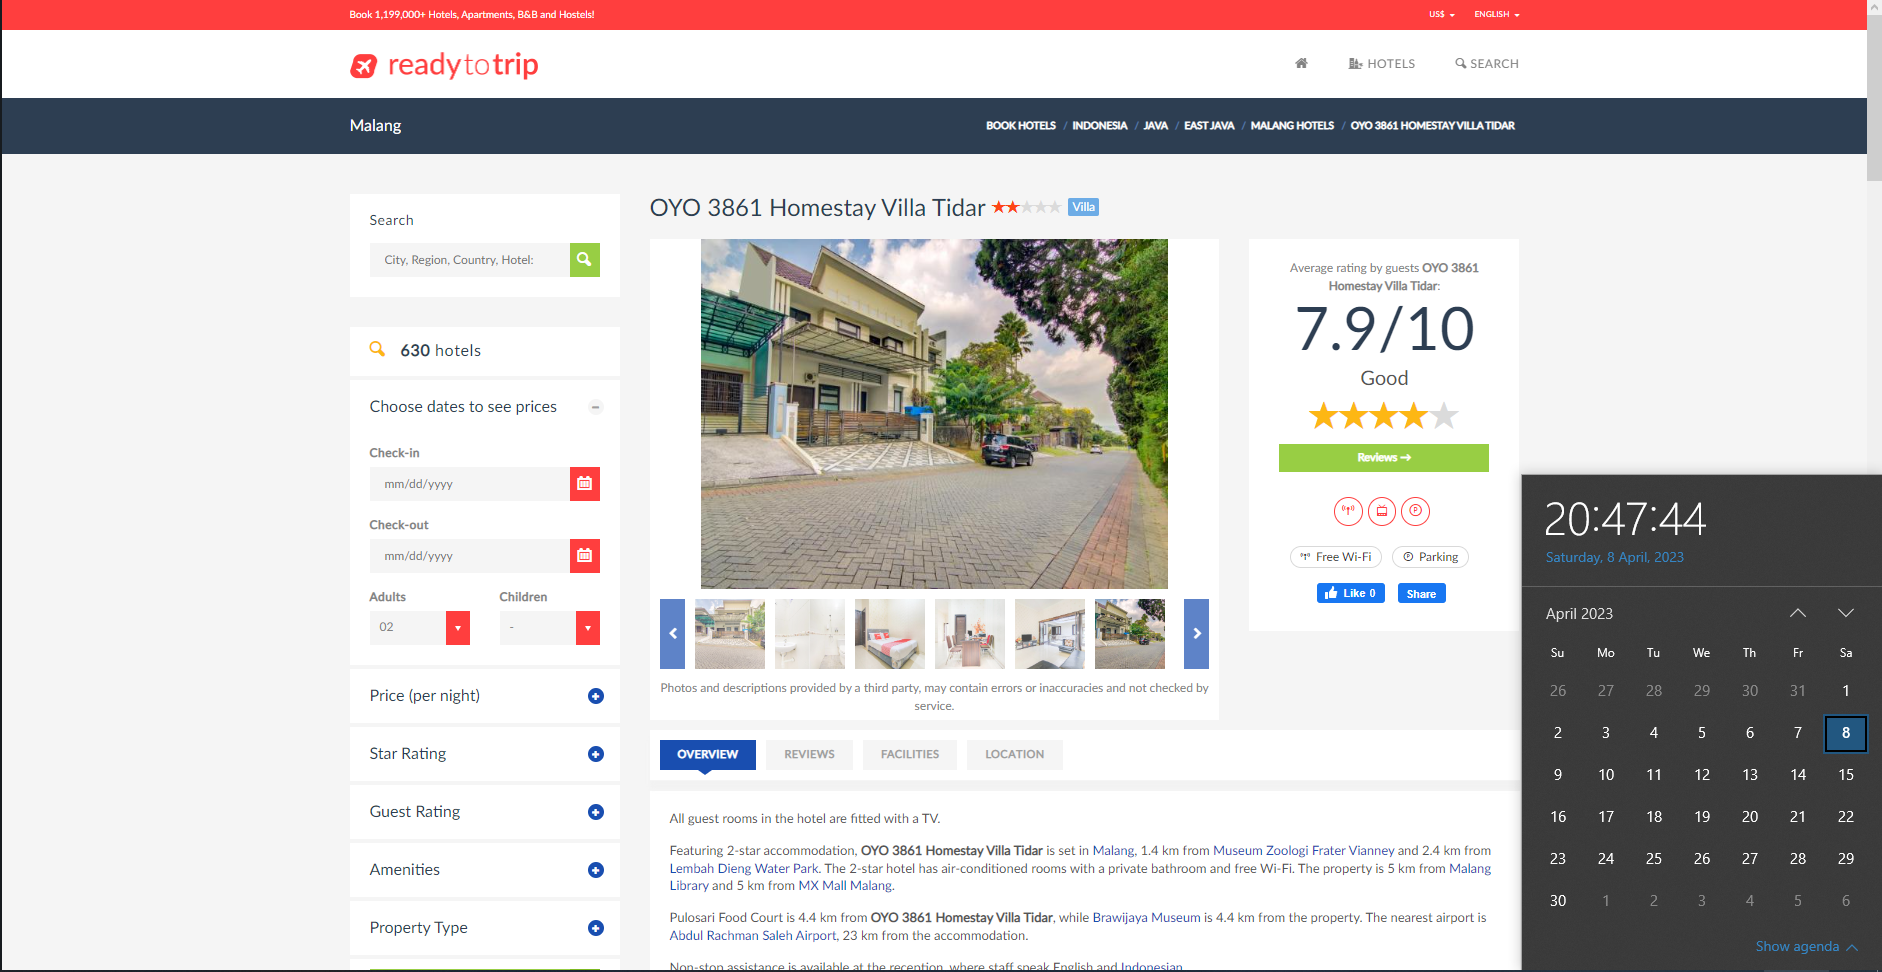 Book 1,199,000+ Hotels, Apartments, B&B and Hostels!
US$
ENGLISH
readytotrip
HOTELS
SEARCH
Malang
BOOK HOTELS / INDONESIA / JAVA / EAST JAVA / MALANG HOTELS / OYO 3861 HOMESTAY VILLA TIDAR
Search
City, Region, Country, Hotel:
630 hotels
Choose dates to see prices
Check-in
mm/dd/yyyy
Check-out
mm/dd/yyyy
Adults
Children
02
-
Price (per night)
Star Rating
Guest Rating
Amenities
Property Type
OYO 3861 Homestay Villa Tidar
Villa
Photos and descriptions provided by a third party, may contain errors or inaccuracies and not checked by
service.
Average rating by guests OYO 3861
Homestay Villa Tidar:
7.9/10
Good
Reviews
Free Wi-Fi
Parking
Like 0
Share
OVERVIEW
REVIEWS
FACILITIES
LOCATION
All guest rooms in the hotel are fitted with a TV.
Featuring 2-star accommodation, OYO 3861 Homestay Villa Tidar is set in Malang, 1.4 km from Museum Zoologi Frater Vianney and 2.4 km from
Lembah Dieng Water Park. The 2-star hotel has air-conditioned rooms with a private bathroom and free Wi-Fi. The property is 5 km from Malang
Library and 5 km from MX Mall Malang.
Pulosari Food Court is 4.4 km from OYO 3861 Homestay Villa Tidar, while Brawijaya Museum is 4.4 km from the property. The nearest airport is
Abdul Rachman Saleh Airport, 23 km from the accommodation.
Non-stop assistance is available at the reception, where staff speak English and Indonesian.
20:47:44
Saturday, 8 April, 2023
April 2023
Su Mo Tu We Th Fr Sa
26 27 28 29 30 31 1
2 3 4 5 6 7 8
9 10 11 12 13 14 15
16 17 18 19 20 21 22
23 24 25 26 27 28 29
30 1 2 3 4 5 6
Show agenda